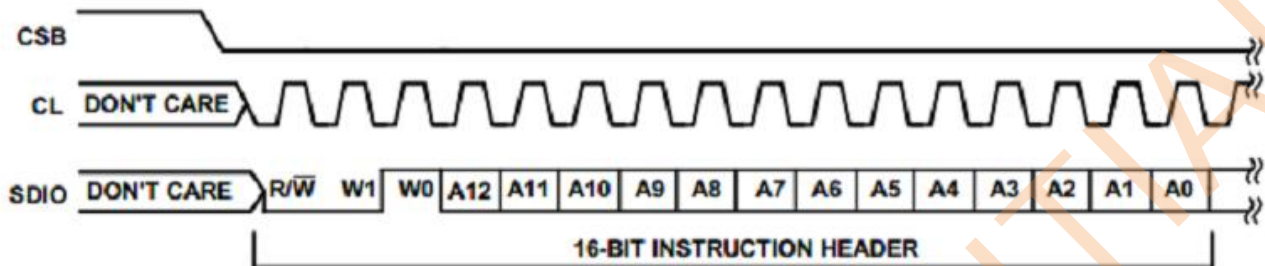 CSB
CL DON'T CARE
SDIO DON'T CARE R/W̅ W1 W0 A12 A11 A10 A9 A8 A7 A6 A5 A4 A3 A2 A1 A0
16-BIT INSTRUCTION HEADER